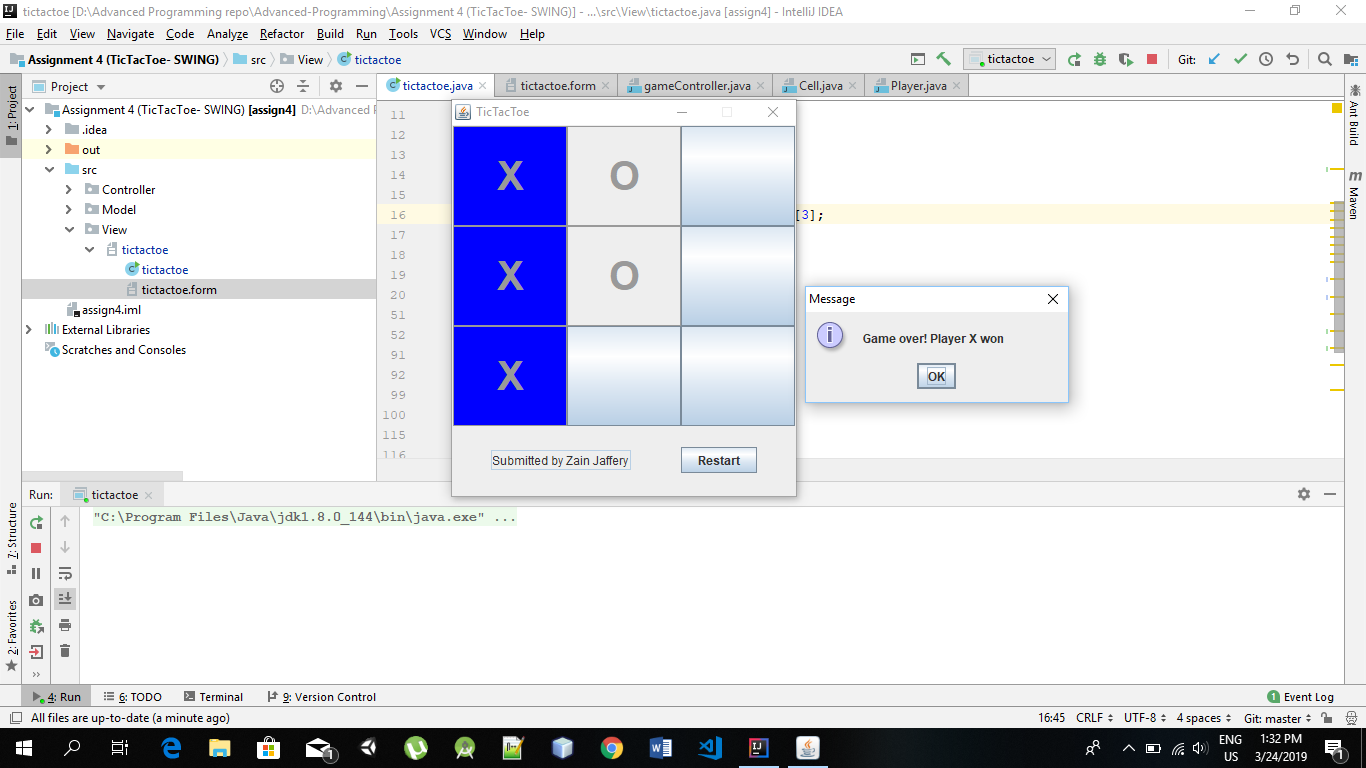 tictactoe [D:\Advanced Programming repo\Advanced-Programming\Assignment 4 (TicTacToe- SWING)] - ...\src\View\tictactoe.java [assign4] - IntelliJ IDEA
File Edit View Navigate Code Analyze Refactor Build Run Tools VCS Window Help
Assignment 4 (TicTacToe- SWING) src View tictactoe tictactoe Git:
1: Project
Project
tictactoe.java tictactoe.form gameController.java Cell.java Player.java
Assignment 4 (TicTacToe- SWING) [assign4] D:\Advanced P
.idea
out
src
Controller
Model
View
tictactoe
tictactoe
tictactoe.form
assign4.iml
External Libraries
Scratches and Consoles
11
12
13
14
15
16 [3];
17
18
19
20
51
52
91
92
99
100
115
116
TicTacToe
X O
X O
X
Submitted by Zain Jaffery Restart
Message
i
Game over! Player X won
OK
Ant Build
m
Maven
Run: tictactoe
"C:\Program Files\Java\jdk1.8.0_144\bin\java.exe" ...
7: Structure
2: Favorites
4: Run 6: TODO Terminal 9: Version Control 1 Event Log
All files are up-to-date (a minute ago) 16:45 CRLF UTF-8 4 spaces Git: master
1
ENG
US
1:32 PM
3/24/2019
1